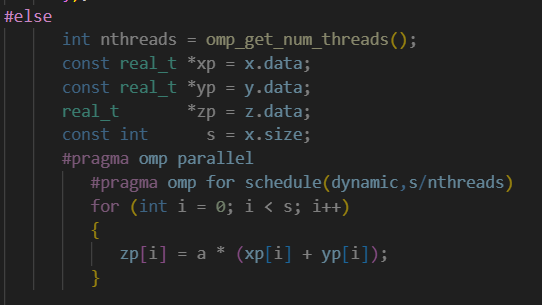 #else
int nthreads = omp_get_num_threads();
const real_t *xp = x.data;
const real_t *yp = y.data;
real_t       *zp = z.data;
const int     s = x.size;
#pragma omp parallel
#pragma omp for schedule(dynamic,s/nthreads)
for (int i = 0; i < s; i++)
{
zp[i] = a * (xp[i] + yp[i]);
}